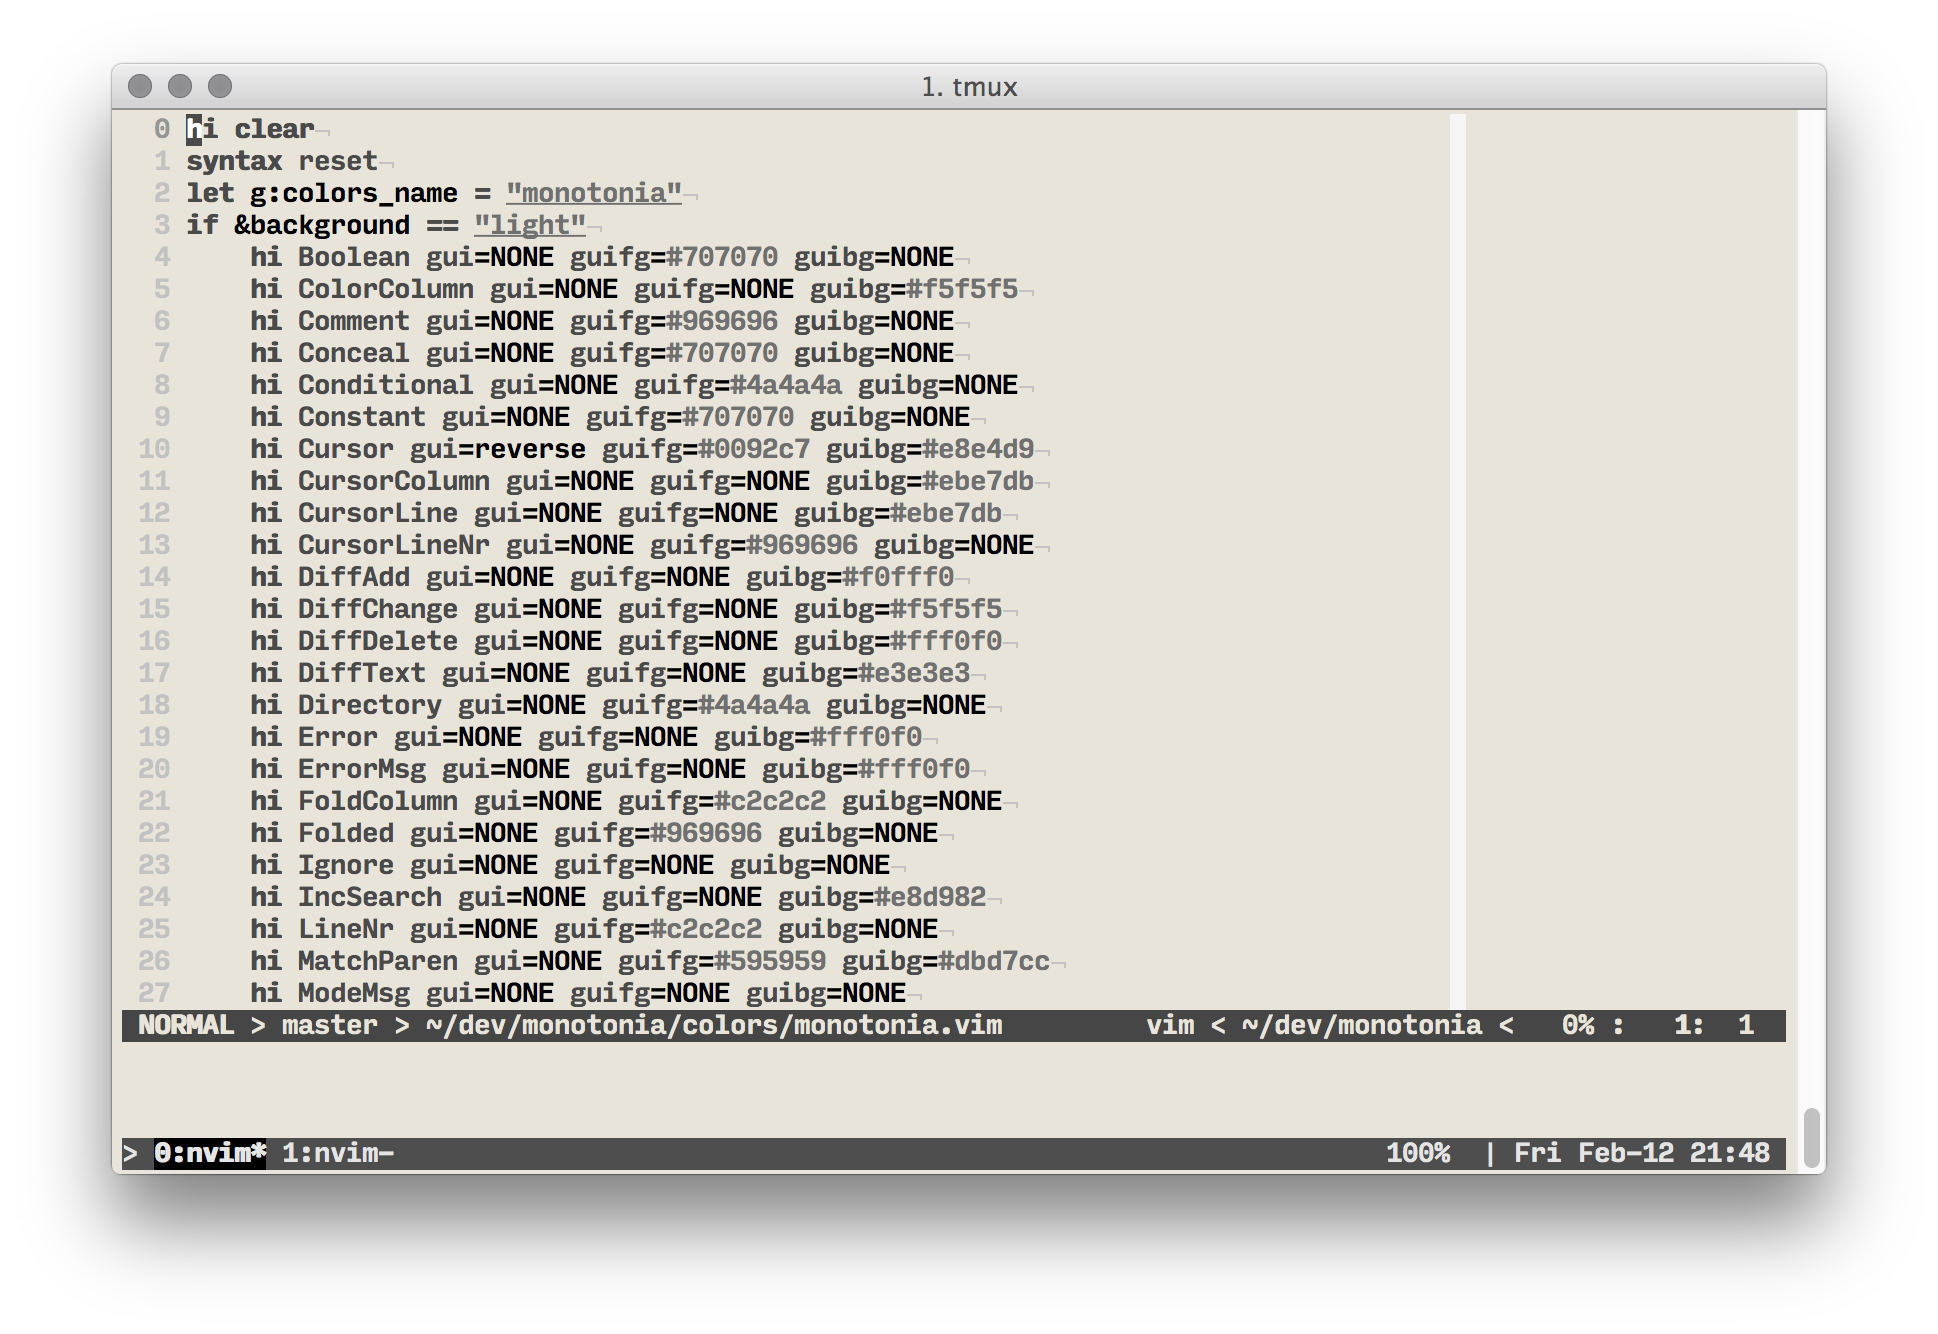 1. tmux
0 hi clear¬
1 syntax reset¬
2 let g:colors_name = "monotonia"¬
3 if &background == "light"¬
4     hi Boolean gui=NONE guifg=#707070 guibg=NONE¬
5     hi ColorColumn gui=NONE guifg=NONE guibg=#f5f5f5¬
6     hi Comment gui=NONE guifg=#969696 guibg=NONE¬
7     hi Conceal gui=NONE guifg=#707070 guibg=NONE¬
8     hi Conditional gui=NONE guifg=#4a4a4a guibg=NONE¬
9     hi Constant gui=NONE guifg=#707070 guibg=NONE¬
10     hi Cursor gui=reverse guifg=#0092c7 guibg=#e8e4d9¬
11     hi CursorColumn gui=NONE guifg=NONE guibg=#ebe7db¬
12     hi CursorLine gui=NONE guifg=NONE guibg=#ebe7db¬
13     hi CursorLineNr gui=NONE guifg=#969696 guibg=NONE¬
14     hi DiffAdd gui=NONE guifg=NONE guibg=#f0fff0¬
15     hi DiffChange gui=NONE guifg=NONE guibg=#f5f5f5¬
16     hi DiffDelete gui=NONE guifg=NONE guibg=#fff0f0¬
17     hi DiffText gui=NONE guifg=NONE guibg=#e3e3e3¬
18     hi Directory gui=NONE guifg=#4a4a4a guibg=NONE¬
19     hi Error gui=NONE guifg=NONE guibg=#fff0f0¬
20     hi ErrorMsg gui=NONE guifg=NONE guibg=#fff0f0¬
21     hi FoldColumn gui=NONE guifg=#c2c2c2 guibg=NONE¬
22     hi Folded gui=NONE guifg=#969696 guibg=NONE¬
23     hi Ignore gui=NONE guifg=NONE guibg=NONE¬
24     hi IncSearch gui=NONE guifg=NONE guibg=#e8d982¬
25     hi LineNr gui=NONE guifg=#c2c2c2 guibg=NONE¬
26     hi MatchParen gui=NONE guifg=#595959 guibg=#dbd7cc¬
27     hi ModeMsg gui=NONE guifg=NONE guibg=NONE¬
NORMAL > master > ~/dev/monotonia/colors/monotonia.vim vim < ~/dev/monotonia < 0% : 1: 1
> 0:nvim* 1:nvim- 100% | Fri Feb-12 21:48